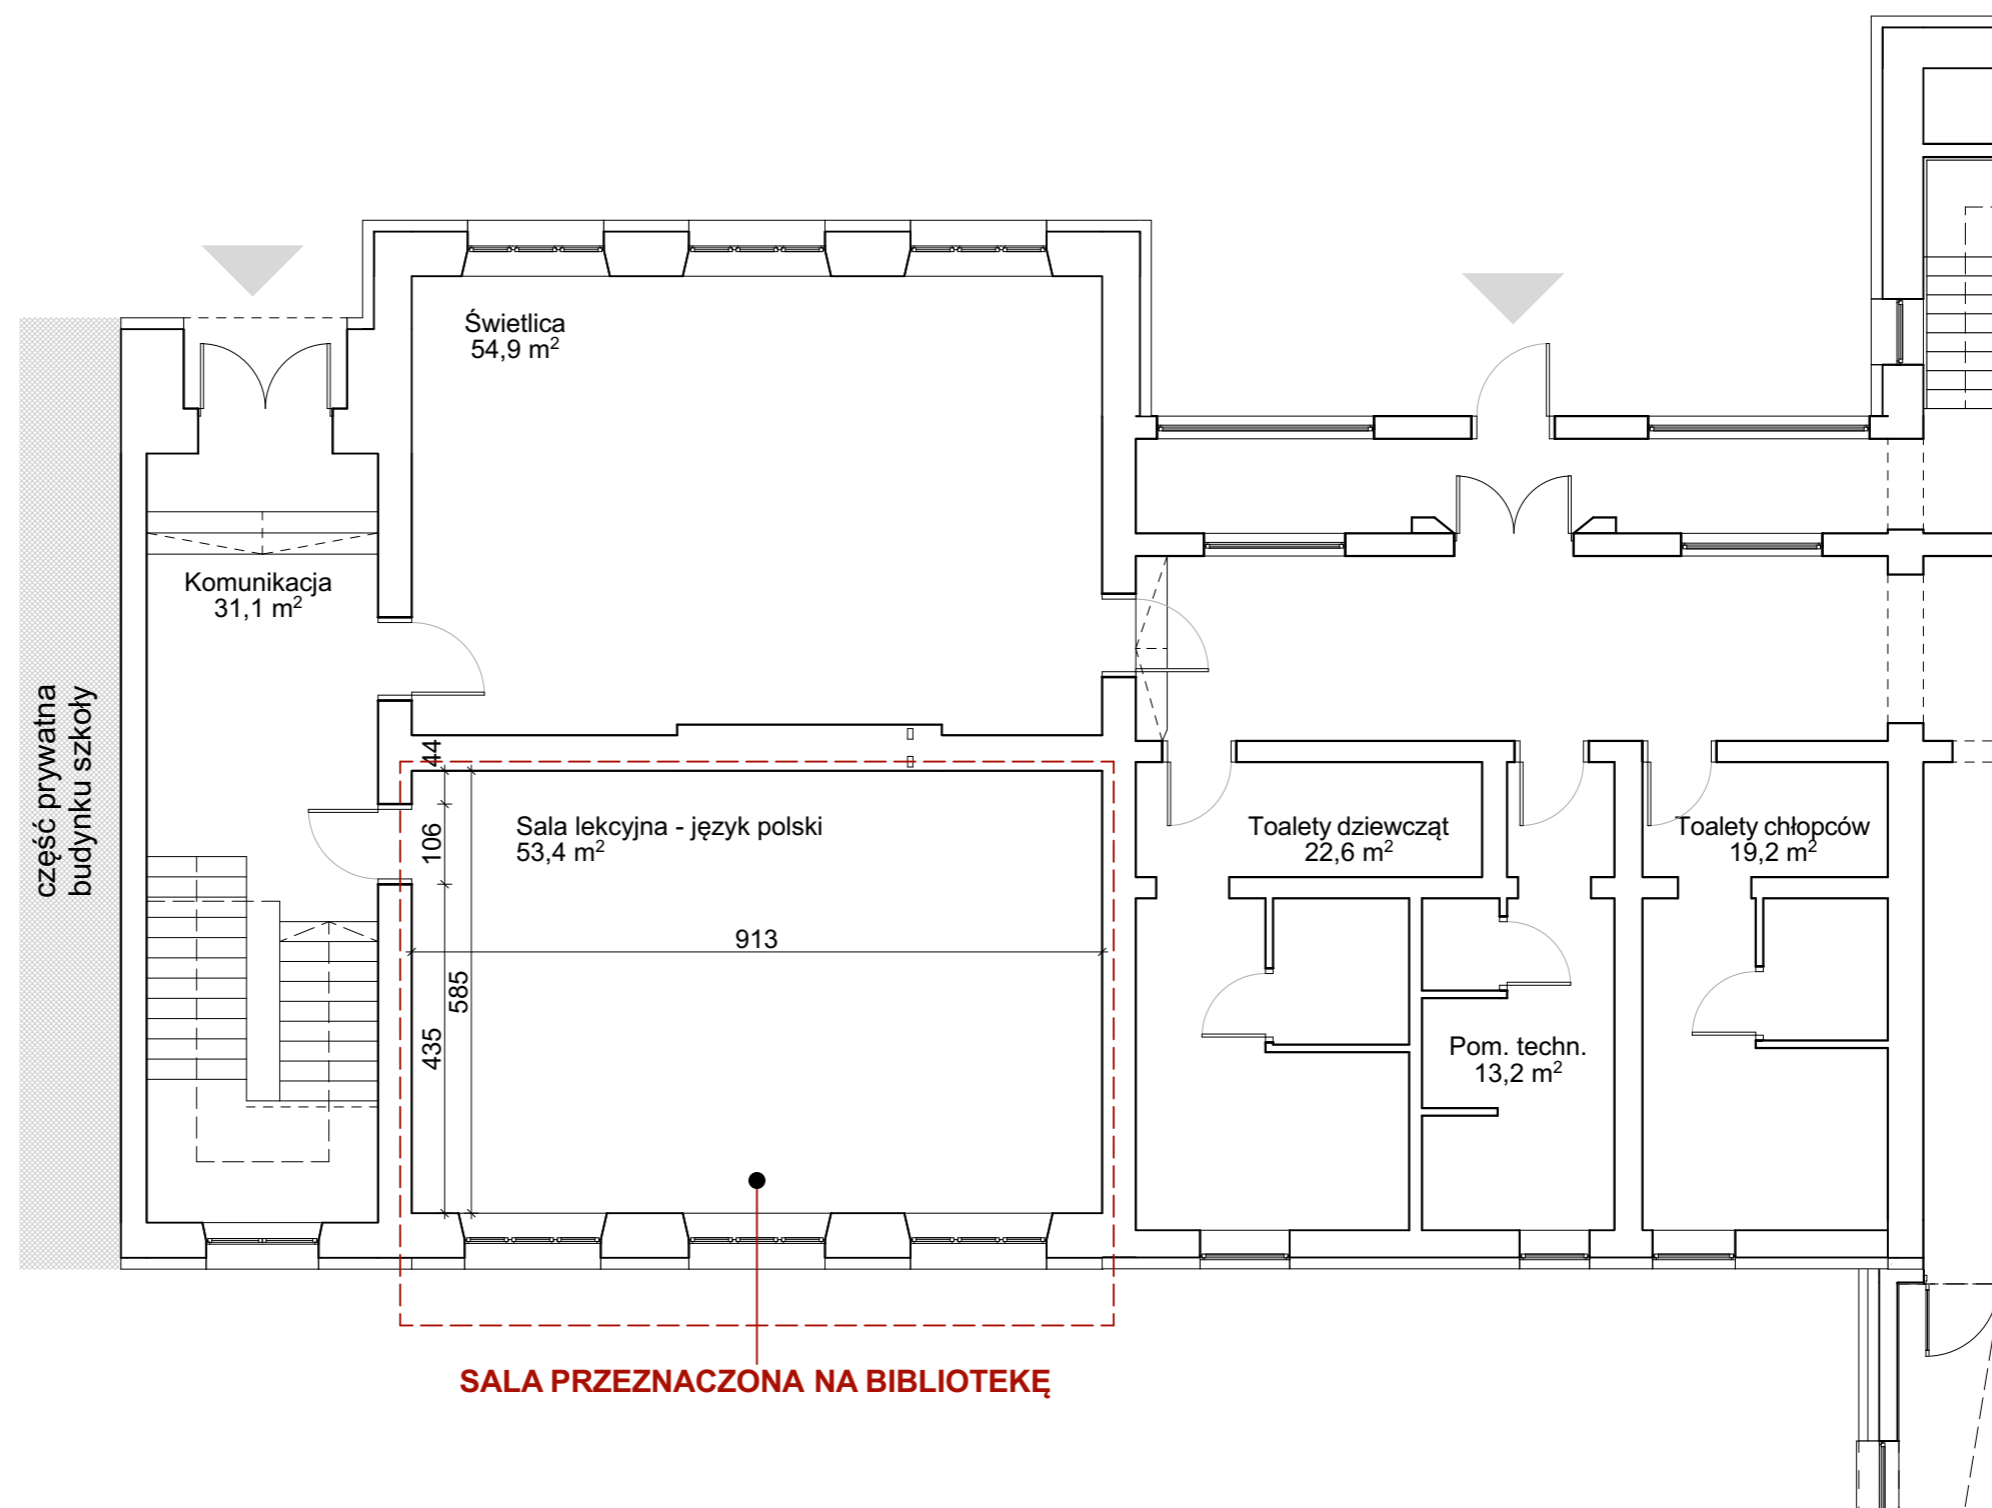 Świetlica
54,9 m²
Komunikacja
31,1 m²
część prywatna
budynku szkoły
44
106
435
585
913
Sala lekcyjna - język polski
53,4 m²
Toalety dziewcząt
22,6 m²
Toalety chłopców
19,2 m²
Pom. techn.
13,2 m²
SALA PRZEZNACZONA NA BIBLIOTEKĘ